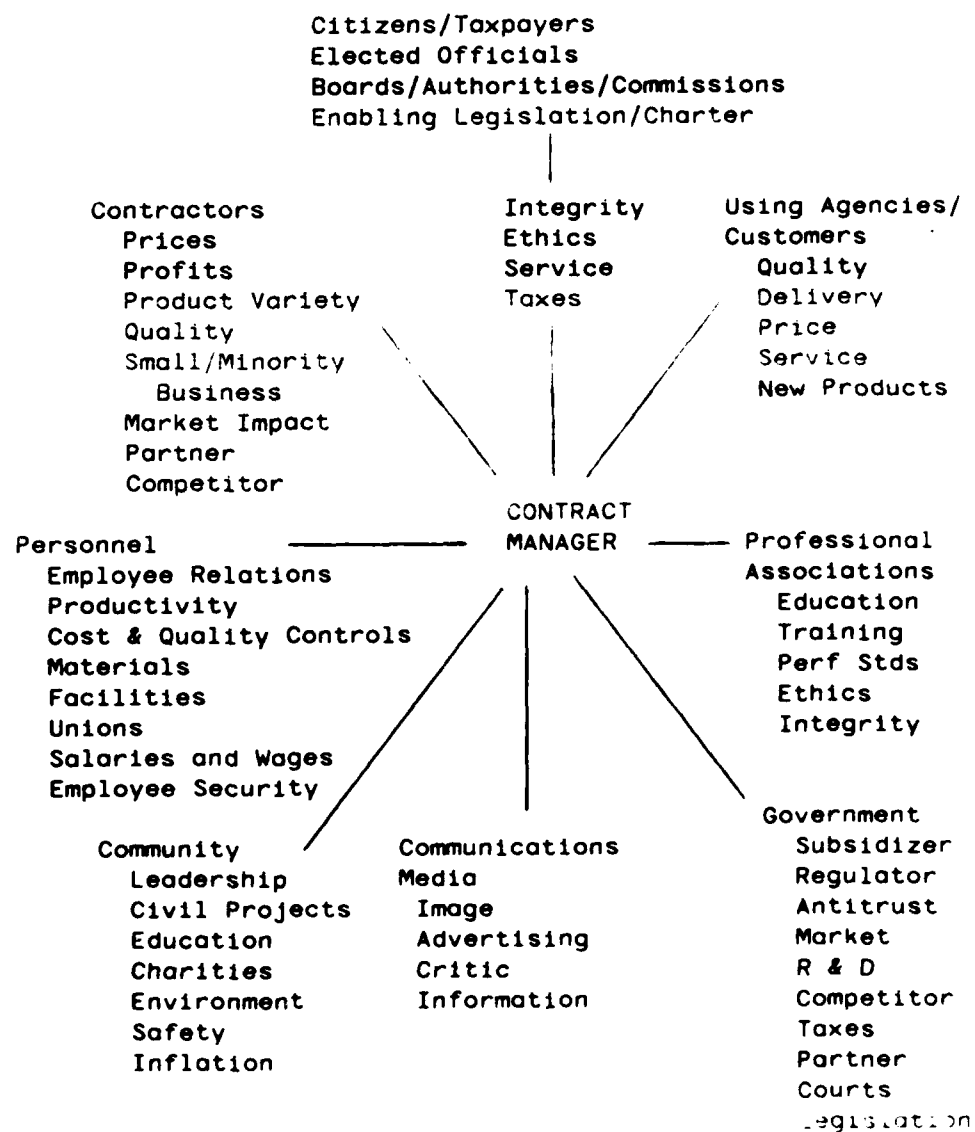 Citizens/Taxpayers
Elected Officials
Boards/Authorities/Commissions
Enabling Legislation/Charter
Contractors
Prices
Profits
Product Variety
Quality
Small/Minority
Business
Market Impact
Partner
Competitor
Integrity
Ethics
Service
Taxes
Using Agencies/
Customers
Quality
Delivery
Price
Service
New Products
CONTRACT
MANAGER
Personnel
Employee Relations
Productivity
Cost & Quality Controls
Materials
Facilities
Unions
Salaries and Wages
Employee Security
Professional
Associations
Education
Training
Perf Stds
Ethics
Integrity
Community
Leadership
Civil Projects
Education
Charities
Environment
Safety
Inflation
Communications
Media
Image
Advertising
Critic
Information
Government
Subsidizer
Regulator
Antitrust
Market
R & D
Competitor
Taxes
Partner
Courts
Legislation